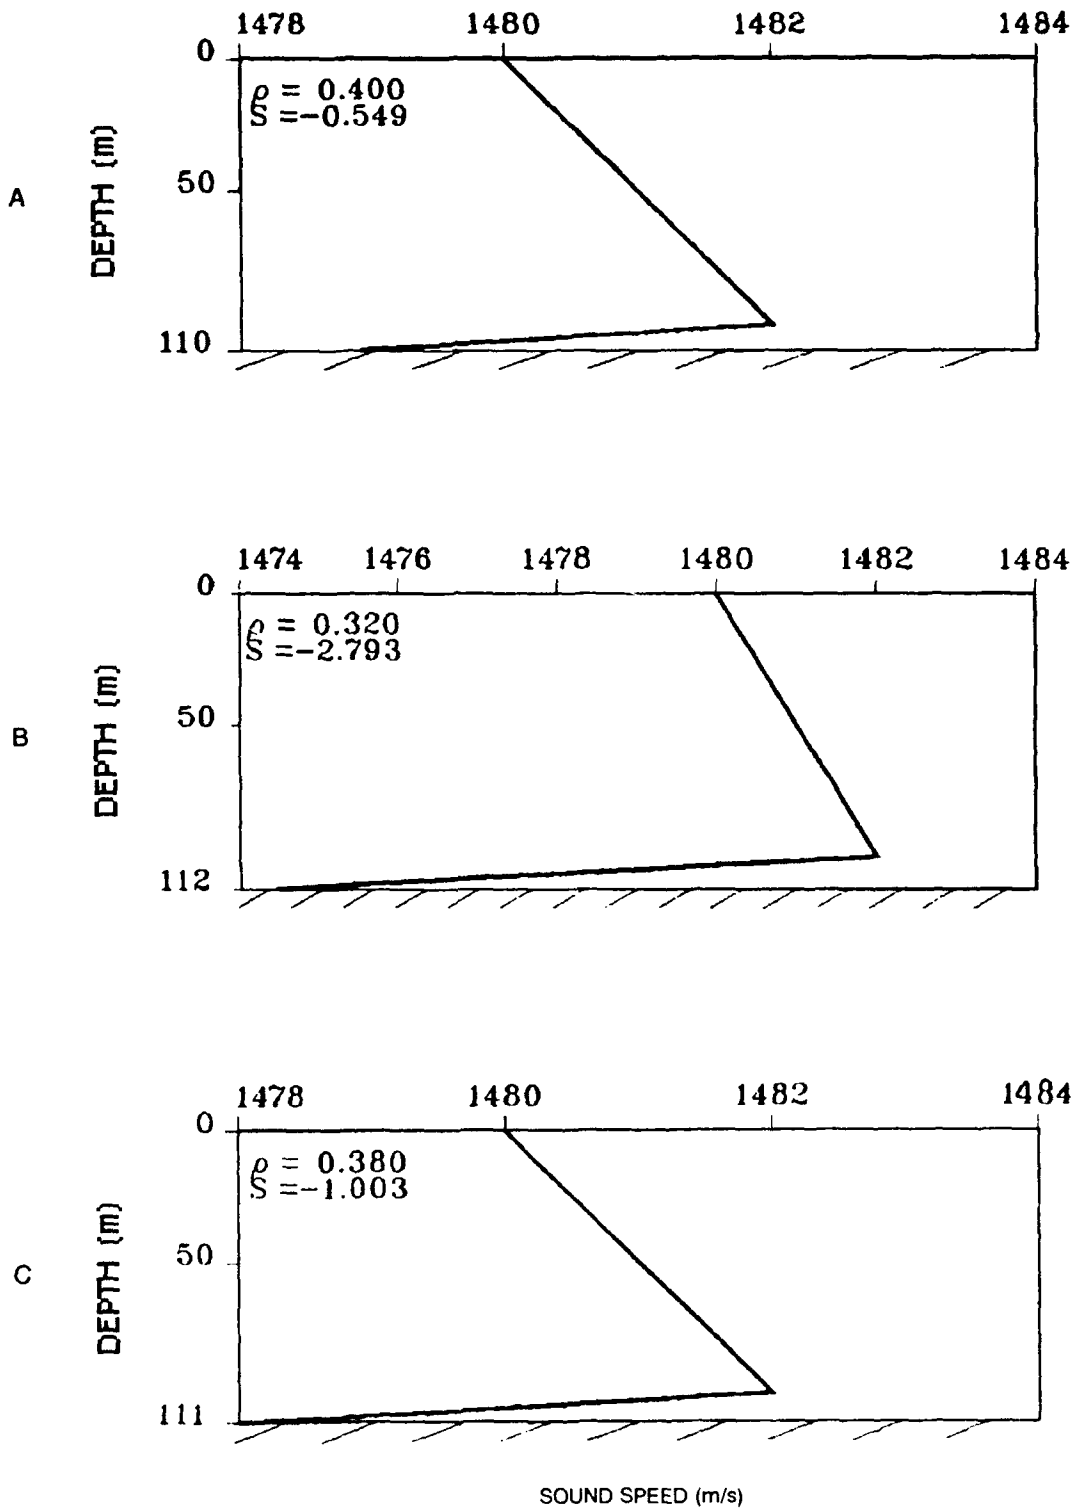 1478 1480 1482 1484
0
ρ = 0.400
S =-0.549
50
110
DEPTH (m)
A
1474 1476 1478 1480 1482 1484
0
ρ = 0.320
S =-2.793
50
112
DEPTH (m)
B
1478 1480 1482 1484
0
ρ = 0.380
S =-1.003
50
111
DEPTH (m)
C
SOUND SPEED (m/s)